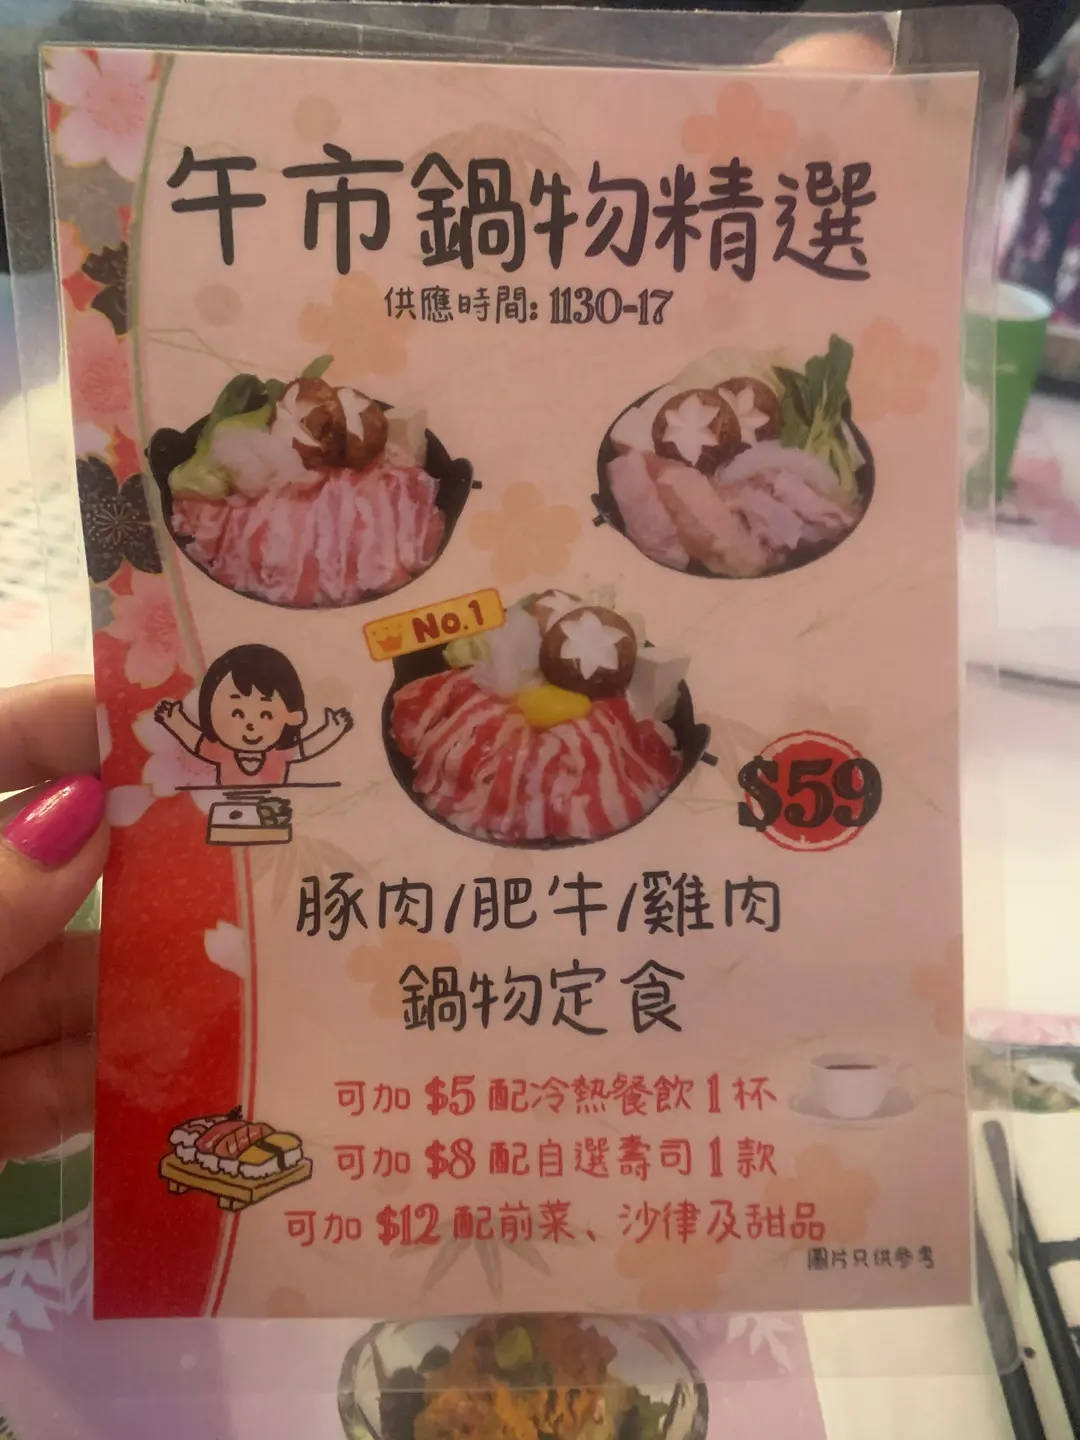 午市鍋物精選
供應時間: 1130-17
No.1
$59
豚肉/肥牛/雞肉
鍋物定食
可加 $5 配冷熱餐飲 1 杯
可加 $8 配自選壽司 1 款
可加 $12 配前菜、沙律及甜品
圖片只供參考